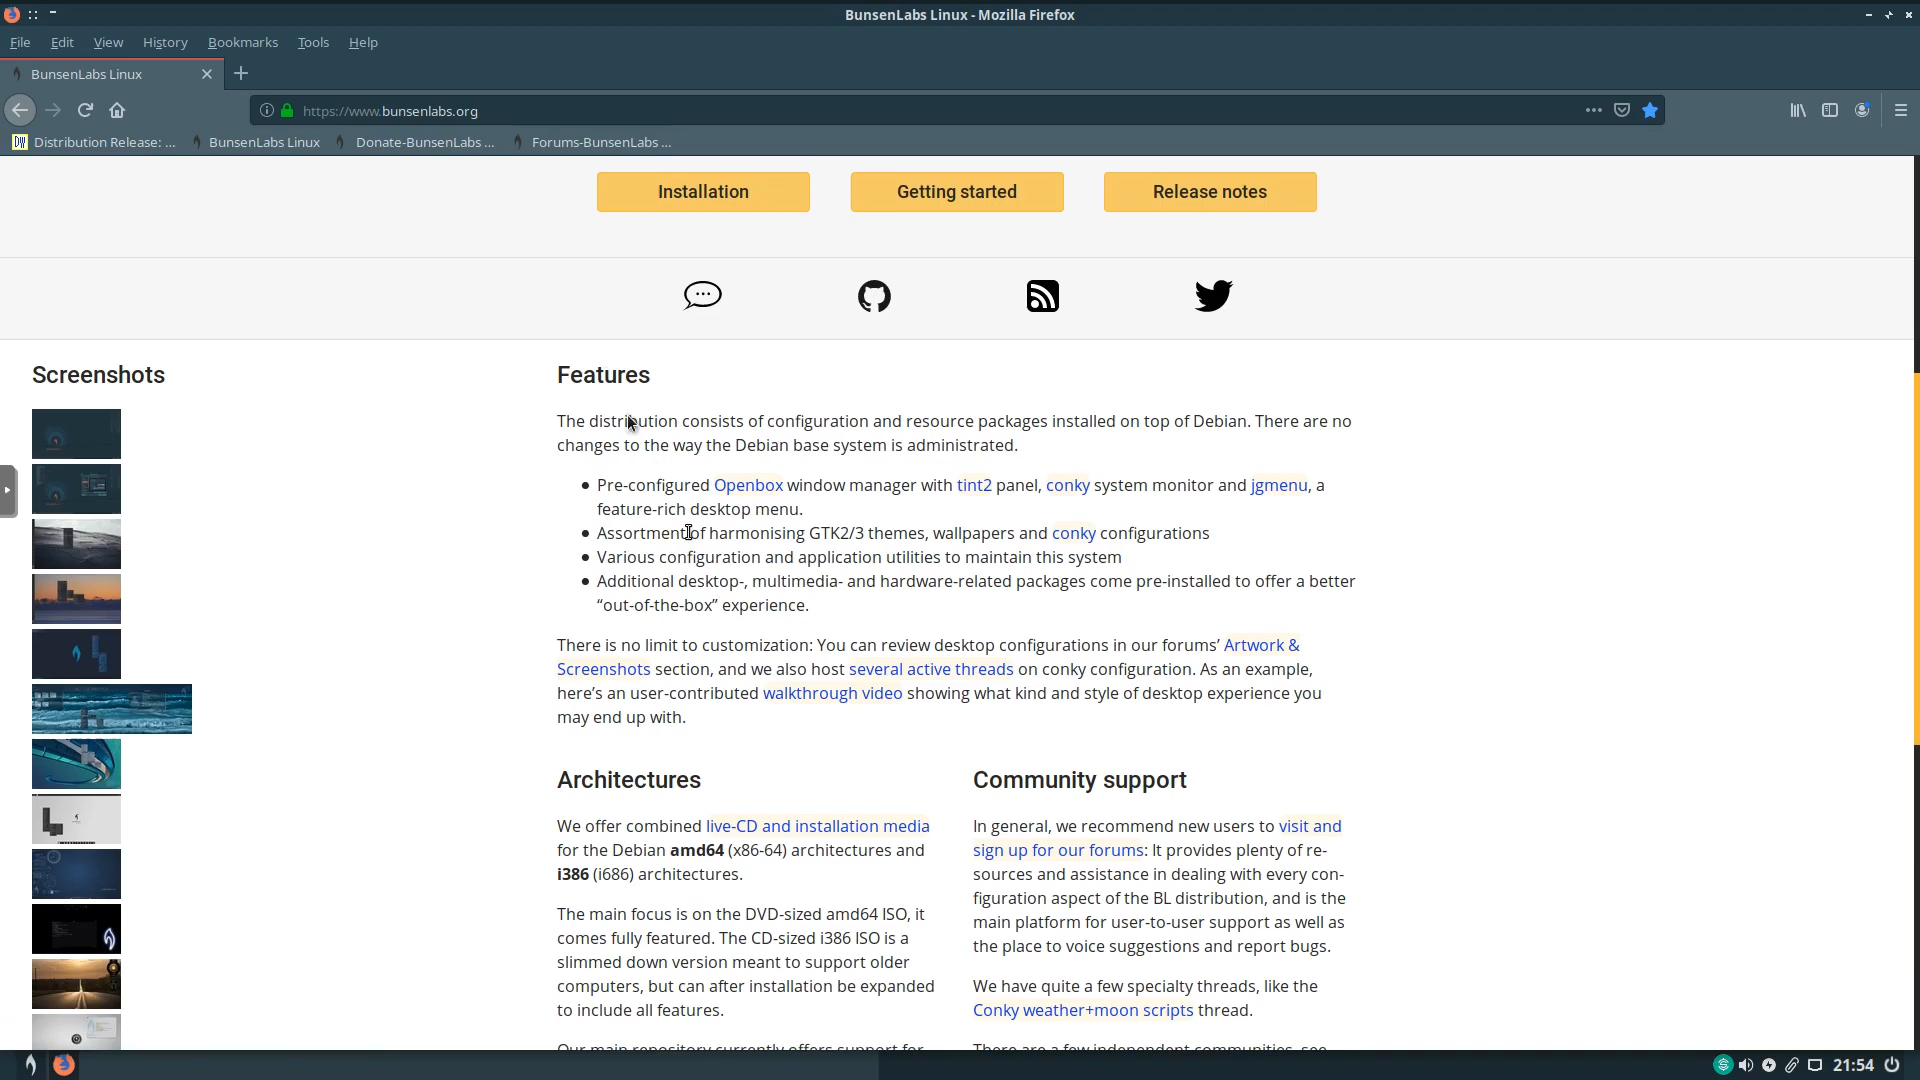 BunsenLabs Linux - Mozilla Firefox
File Edit View History Bookmarks Tools Help
BunsenLabs Linux
https://www.bunsenlabs.org
DW Distribution Release: ... BunsenLabs Linux Donate-BunsenLabs ... Forums-BunsenLabs ...
Installation Getting started Release notes
Screenshots
Features
The distribution consists of configuration and resource packages installed on top of Debian. There are no
changes to the way the Debian base system is administrated.
Pre-configured Openbox window manager with tint2 panel, conky system monitor and jgmenu, a
feature-rich desktop menu.
Assortment of harmonising GTK2/3 themes, wallpapers and conky configurations
Various configuration and application utilities to maintain this system
Additional desktop-, multimedia- and hardware-related packages come pre-installed to offer a better
“out-of-the-box” experience.
There is no limit to customization: You can review desktop configurations in our forums’ Artwork &
Screenshots section, and we also host several active threads on conky configuration. As an example,
here’s an user-contributed walkthrough video showing what kind and style of desktop experience you
may end up with.
Architectures
We offer combined live-CD and installation media
for the Debian amd64 (x86-64) architectures and
i386 (i686) architectures.
The main focus is on the DVD-sized amd64 ISO, it
comes fully featured. The CD-sized i386 ISO is a
slimmed down version meant to support older
computers, but can after installation be expanded
to include all features.
Our main repository currently offers support for
Community support
In general, we recommend new users to visit and
sign up for our forums: It provides plenty of re-
sources and assistance in dealing with every con-
figuration aspect of the BL distribution, and is the
main platform for user-to-user support as well as
the place to voice suggestions and report bugs.
We have quite a few specialty threads, like the
Conky weather+moon scripts thread.
There are a few independent communities, see
21:54